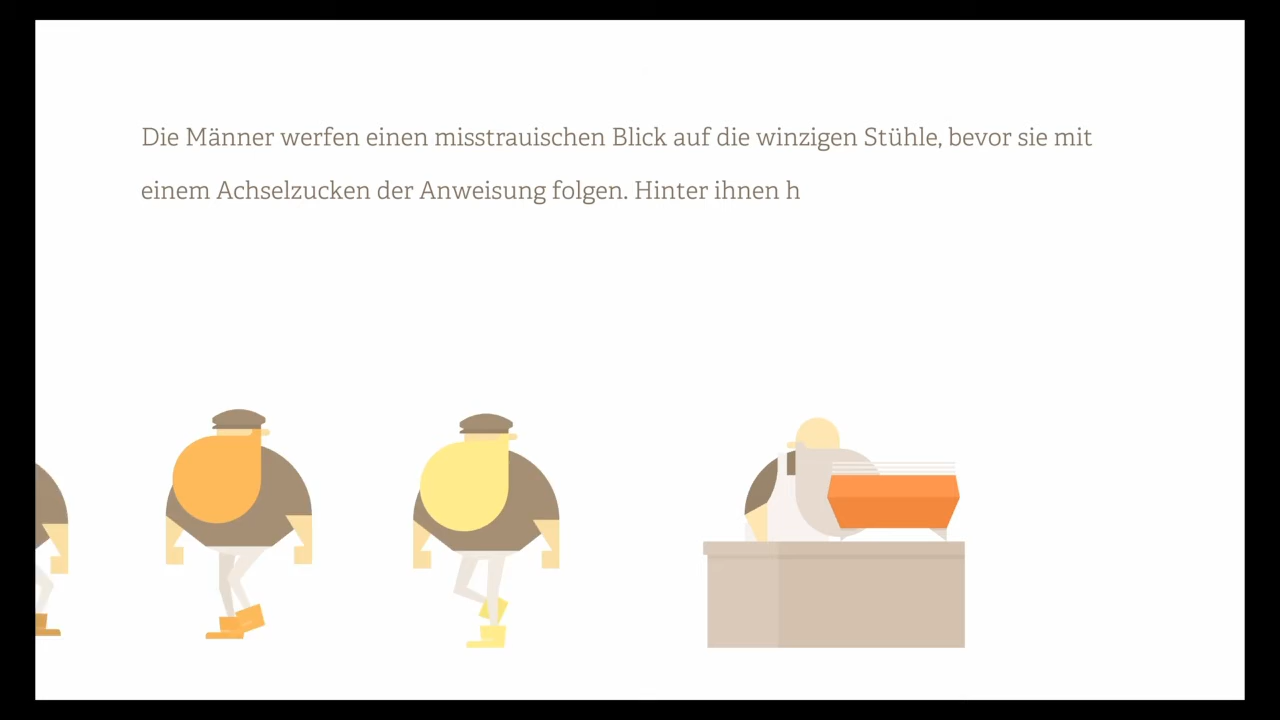 Die Männer werfen einen misstrauischen Blick auf die winzigen Stühle, bevor sie mit
einem Achselzucken der Anweisung folgen. Hinter ihnen h